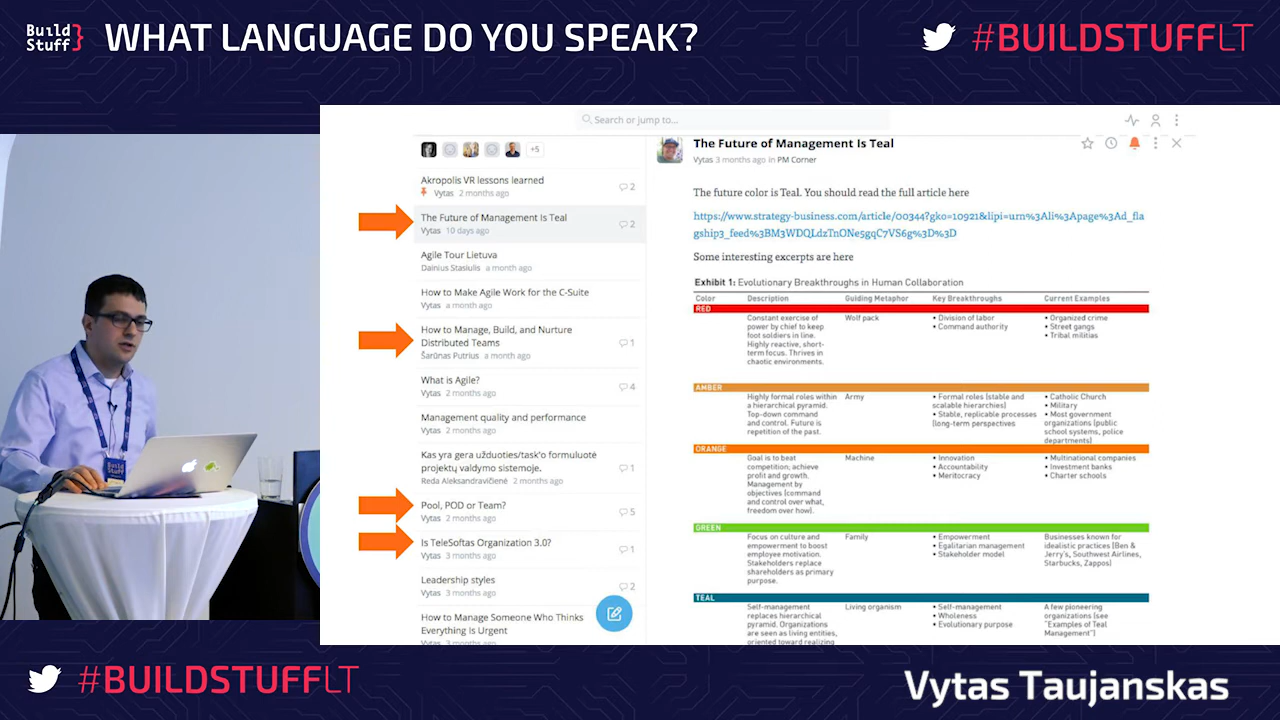 Build
Stuff
WHAT LANGUAGE DO YOU SPEAK?
#BUILDSTUFFLT
Search or jump to...
+5
Akropolis VR lessons learned
Vytas 2 months ago
2
The Future of Management Is Teal
Vytas 10 days ago
2
Agile Tour Lietuva
Dainius Stasiulis a month ago
How to Make Agile Work for the C-Suite
Vytas a month ago
How to Manage, Build, and Nurture
Distributed Teams
Šarūnas Putrius a month ago
1
What is Agile?
Vytas 2 months ago
4
Management quality and performance
Vytas 2 months ago
Kas yra gera užduoties/task'o formuluotė
projektų valdymo sistemoje.
Reda Aleksandravičienė 2 months ago
1
Pool, POD or Team?
Vytas 2 months ago
5
Is TeleSoftas Organization 3.0?
Vytas 3 months ago
1
Leadership styles
Vytas 3 months ago
2
How to Manage Someone Who Thinks
Everything Is Urgent
Vytas 3 months ago
The Future of Management Is Teal
Vytas 3 months ago in PM Corner
The future color is Teal. You should read the full article here
https://www.strategy-business.com/article/00344?gko=10921&lipi=urn%3Ali%3Apage%3Ad_fla
gship3_feed%3BM3WDQLdzTnONe5gqC7VS6g%3D%3D
Some interesting excerpts are here
Exhibit 1: Evolutionary Breakthroughs in Human Collaboration
Color Description Guiding Metaphor Key Breakthroughs Current Examples
RED
Constant exercise of
power by chief to keep
foot soldiers in line.
Highly reactive, short-
term focus. Thrives in
chaotic environments.
Wolf pack
• Division of labor
• Command authority
• Organized crime
• Street gangs
• Tribal militias
AMBER
Highly formal roles within
a hierarchical pyramid.
Top-down command
and control. Future is
repetition of the past.
Army
• Formal roles (stable and
scalable hierarchies)
• Stable, replicable processes
(long-term perspectives
• Catholic Church
• Military
• Most government
organizations (public
school systems, police
departments)
ORANGE
Goal is to beat
competition; achieve
profit and growth.
Management by
objectives (command
and control over what,
freedom over how).
Machine
• Innovation
• Accountability
• Meritocracy
• Multinational companies
• Investment banks
• Charter schools
GREEN
Focus on culture and
empowerment to boost
employee motivation.
Stakeholders replace
shareholders as primary
purpose.
Family
• Empowerment
• Egalitarian management
• Stakeholder model
Businesses known for
idealistic practices (Ben &
Jerry's, Southwest Airlines,
Starbucks, Zappos)
TEAL
Self-management
replaces hierarchical
pyramid. Organizations
are seen as living entities,
oriented toward realizing
Living organism
• Self-management
• Wholeness
• Evolutionary purpose
A few pioneering
organizations (see
"Examples of Teal
Management")
Build
Stuff
#BUILDSTUFFLT
Vytas Taujanskas